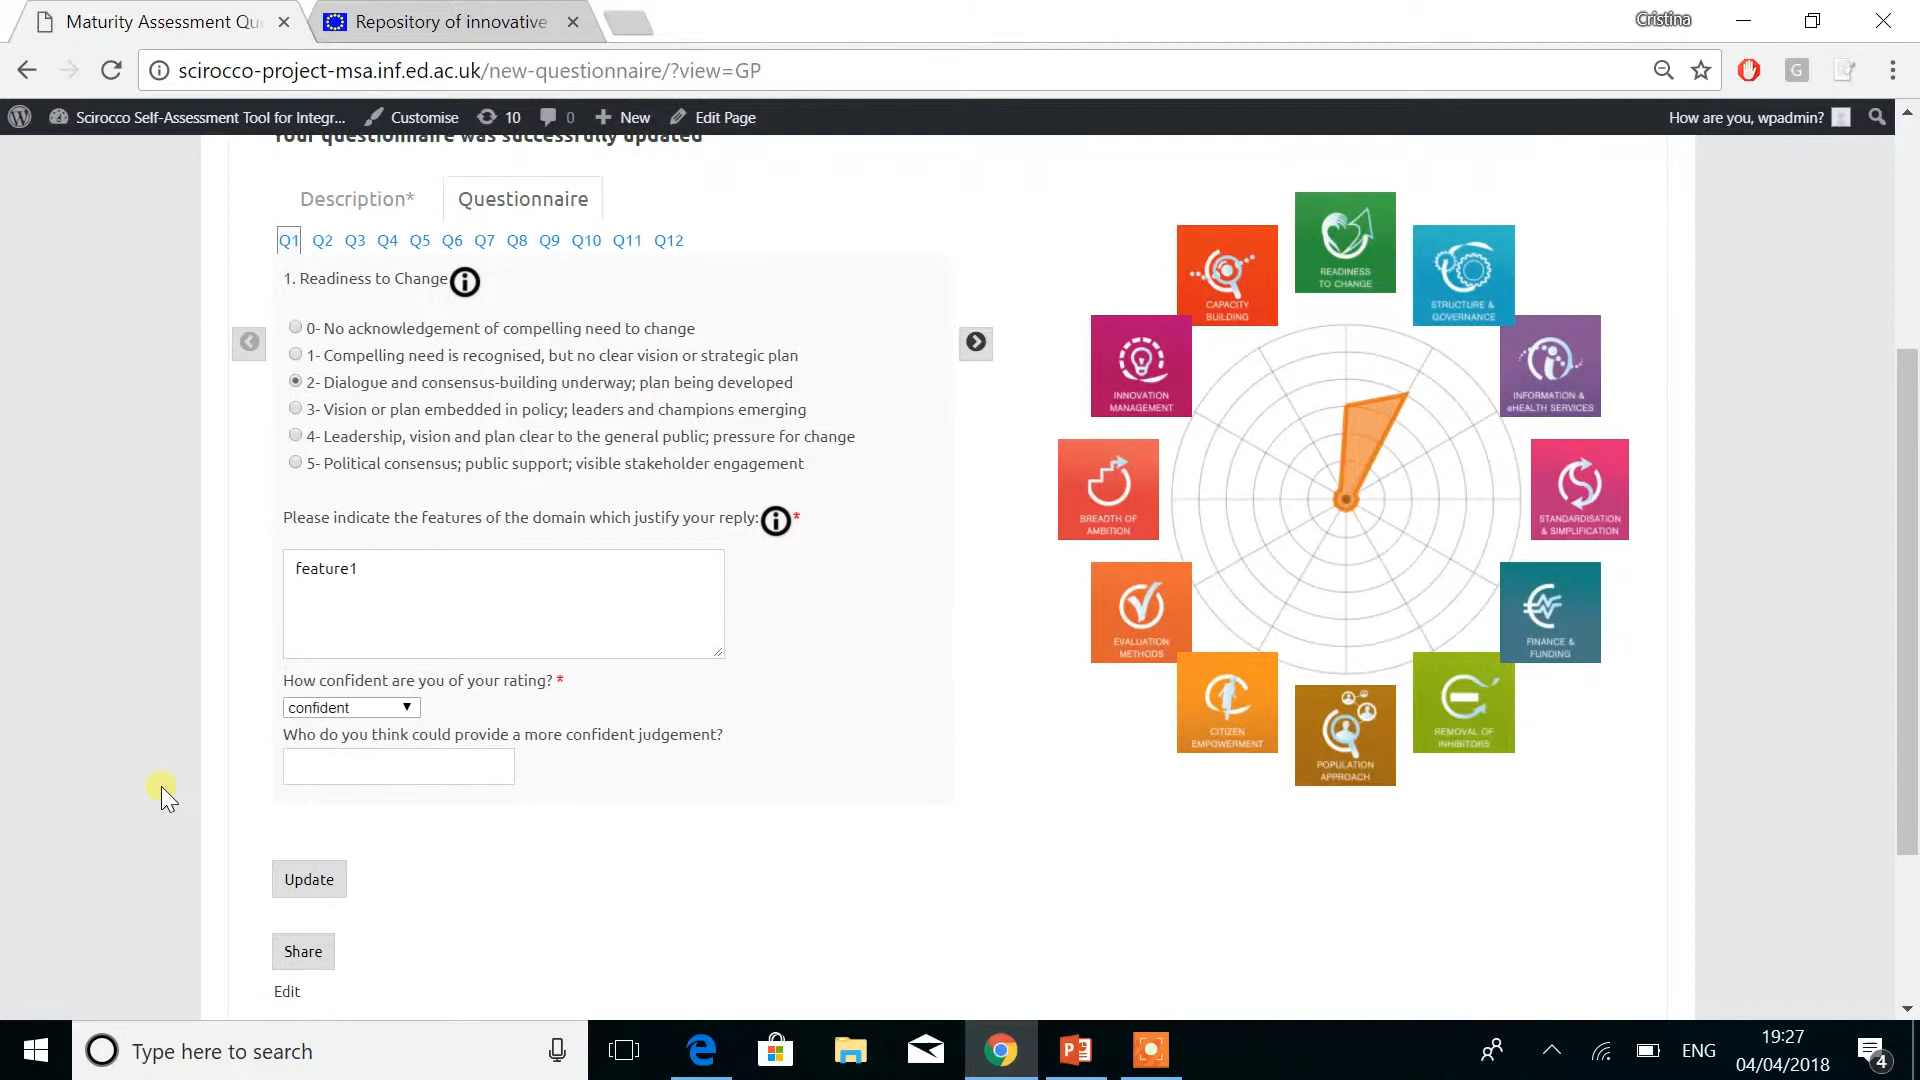 Maturity Assessment Qu
Repository of innovative
Cristina
scirocco-project-msa.inf.ed.ac.uk/new-questionnaire/?view=GP
Scirocco Self-Assessment Tool for Integr... Customise 10 0 New Edit Page How are you, wpadmin?
Your questionnaire was successfully updated
Description* Questionnaire
Q1 Q2 Q3 Q4 Q5 Q6 Q7 Q8 Q9 Q10 Q11 Q12
1. Readiness to Change
0- No acknowledgement of compelling need to change
1- Compelling need is recognised, but no clear vision or strategic plan
2- Dialogue and consensus-building underway; plan being developed
3- Vision or plan embedded in policy; leaders and champions emerging
4- Leadership, vision and plan clear to the general public; pressure for change
5- Political consensus; public support; visible stakeholder engagement
Please indicate the features of the domain which justify your reply: *
feature1
How confident are you of your rating? *
confident
Who do you think could provide a more confident judgement?
Update
Share
Edit
READINESS
TO CHANGE
STRUCTURE &
GOVERNANCE
INFORMATION &
eHEALTH SERVICES
STANDARDISATION
& SIMPLIFICATION
FINANCE &
FUNDING
REMOVAL OF
INHIBITORS
POPULATION
APPROACH
CITIZEN
EMPOWERMENT
EVALUATION
METHODS
BREADTH OF
AMBITION
INNOVATION
MANAGEMENT
CAPACITY
BUILDING
Type here to search
ENG
19:27
04/04/2018
4